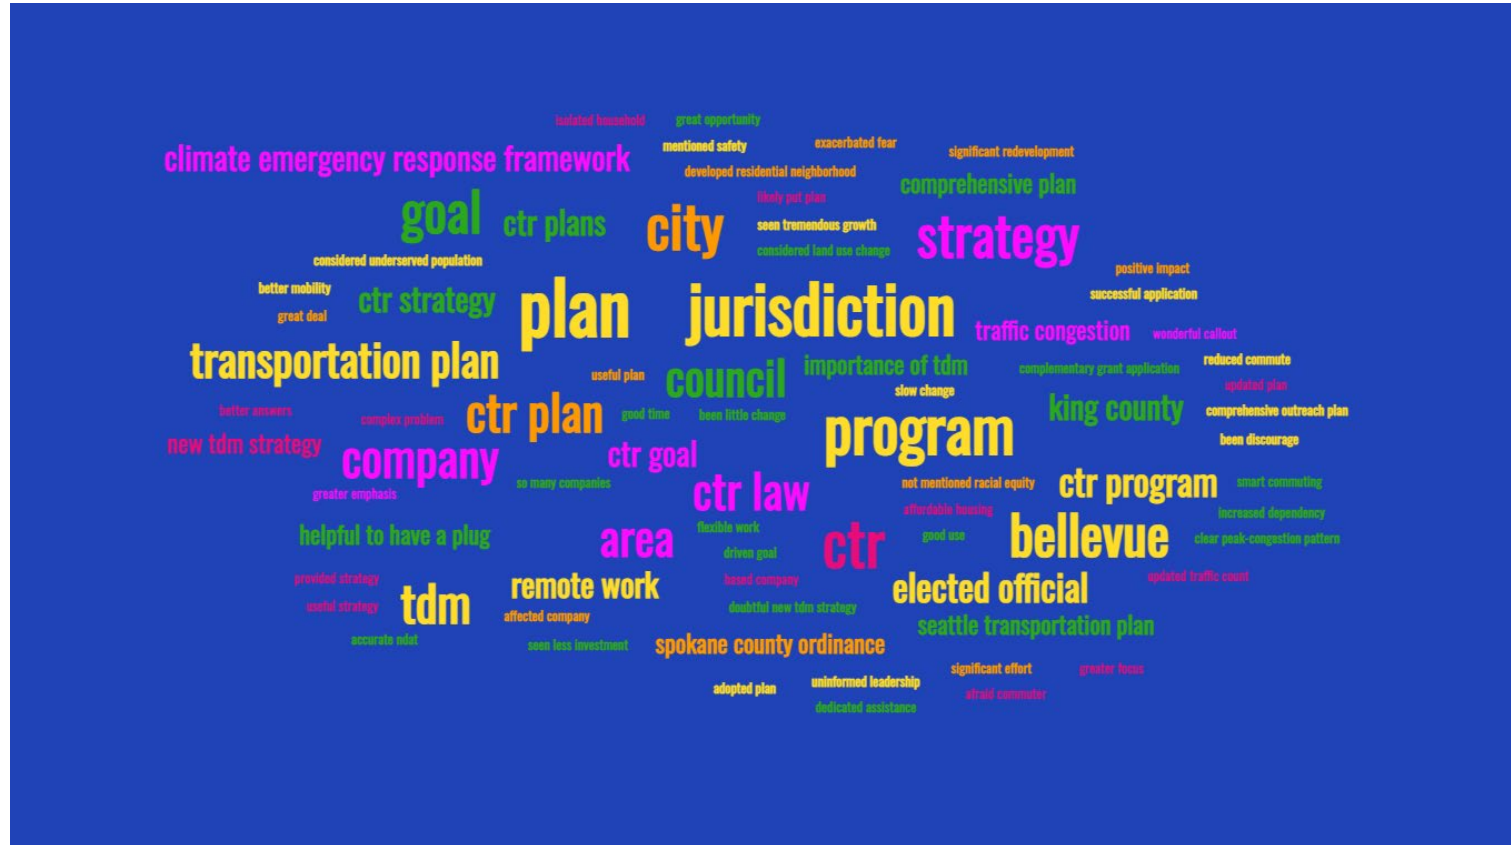 isolated household
great opportunity
mentioned safety
exacerbated fear
significant redevelopment
climate emergency response framework
developed residential neighborhood
comprehensive plan
likely put plan
goal
ctr plans
city
seen tremendous growth
strategy
considered land use change
considered underserved population
positive impact
better mobility
ctr strategy
plan
jurisdiction
successful application
great deal
traffic congestion
wonderful callout
transportation plan
reduced commute
importance of tdm
complementary grant application
useful plan
council
updated plan
slow change
better answers
complex problem
ctr plan
good time
been little change
king county
comprehensive outreach plan
program
new tdm strategy
been discourage
company
ctr goal
so many companies
not mentioned racial equity
ctr program
smart commuting
greater emphasis
ctr law
affordable housing
increased dependency
helpful to have a plug
area
flexible work
driven goal
ctr
good use
bellevue
clear peak-congestion pattern
provided strategy
remote work
based company
elected official
updated traffic count
useful strategy
tdm
affected company
doubtful new tdm strategy
seattle transportation plan
accurate ndat
seen less investment
spokane county ordinance
significant effort
greater focus
adopted plan
uninformed leadership
afraid commuter
dedicated assistance